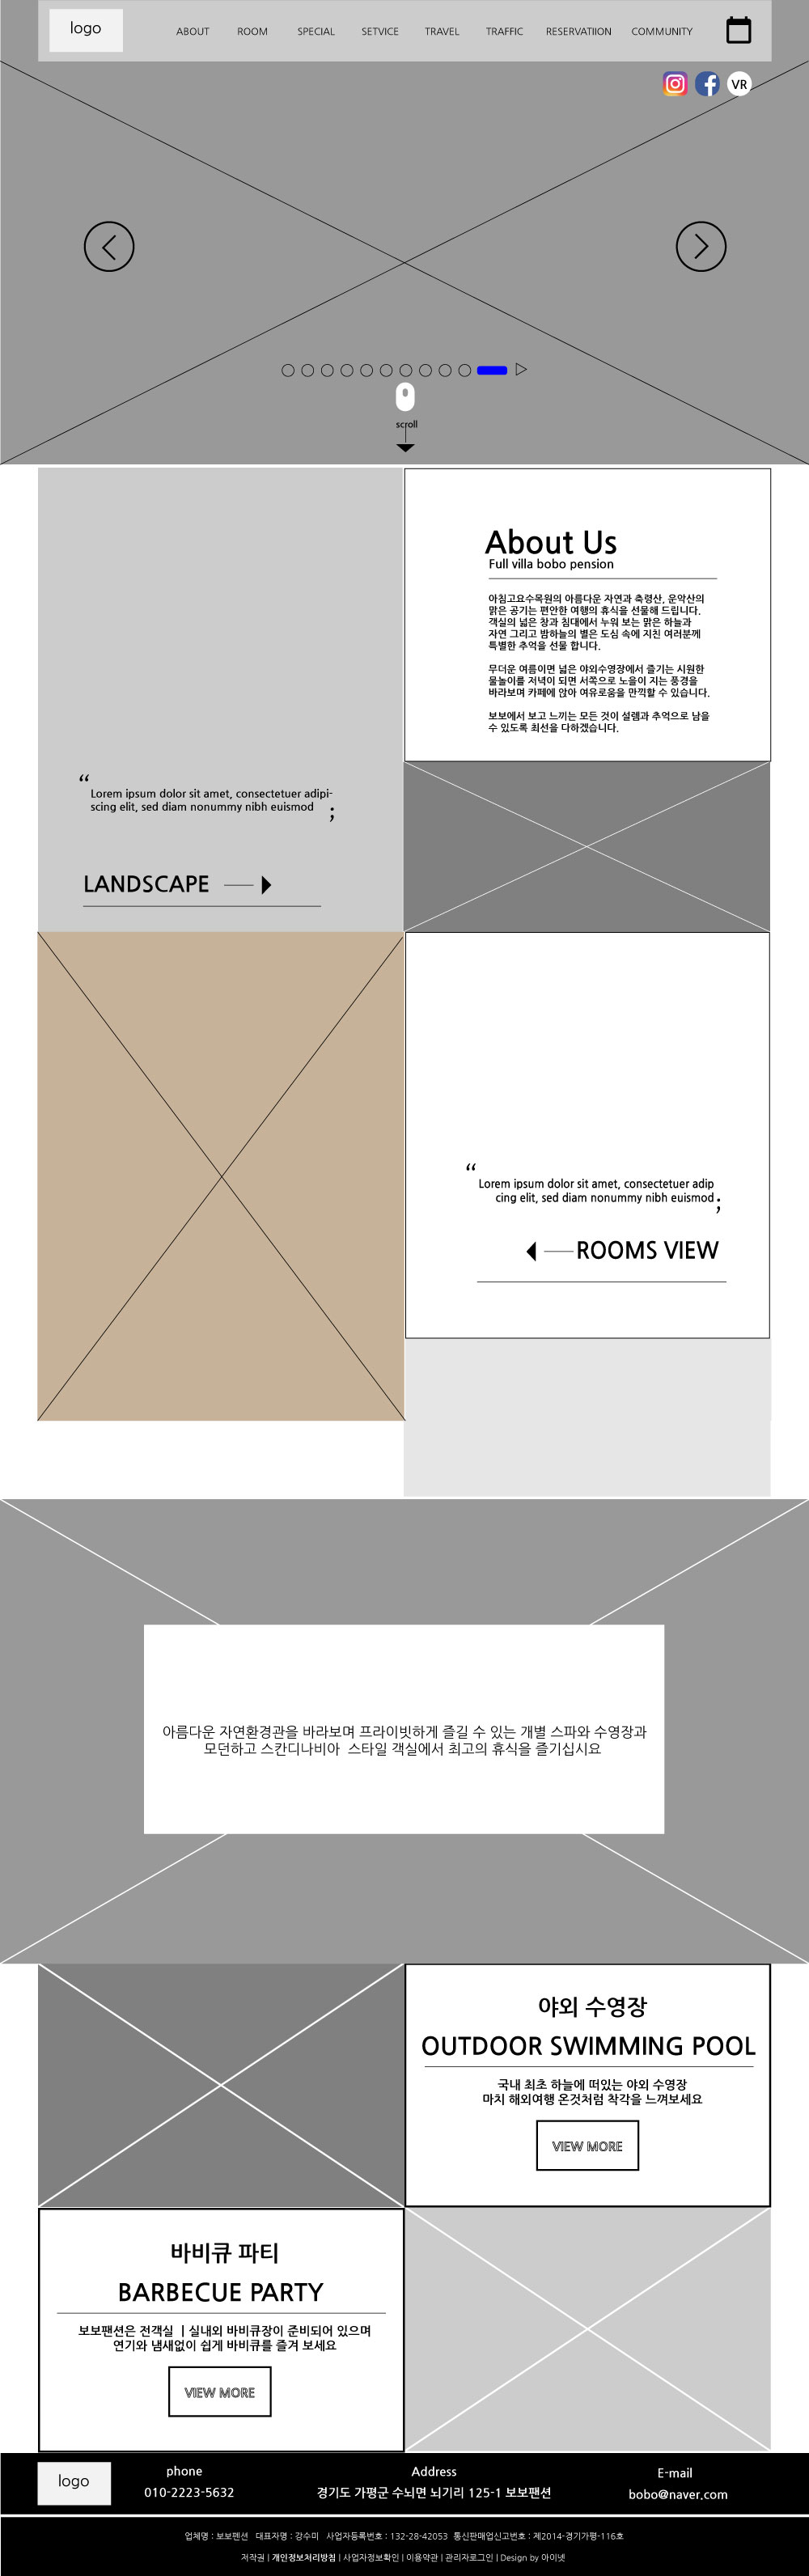 logo
ABOUT ROOM SPECIAL SETVICE TRAVEL TRAFFIC RESERVATIION COMMUNITY
VR
scroll
About Us
Full villa bobo pension
아침고요수목원의 아름다운 자연과 축령산, 운악산의
맑은 공기는 편안한 여행의 휴식을 선물해 드립니다.
객실의 넓은 창과 침대에서 누워 보는 맑은 하늘과
자연 그리고 밤하늘의 별은 도심 속에 지친 여러분께
특별한 추억을 선물 합니다.
무더운 여름이면 넓은 야외수영장에서 즐기는 시원한
물놀이를 저녁이 되면 서쪽으로 노을이 지는 풍경을
바라보며 카페에 앉아 여유로움을 만끽할 수 있습니다.
보보에서 보고 느끼는 모든 것이 설렘과 추억으로 남을
수 있도록 최선을 다하겠습니다.
“
Lorem ipsum dolor sit amet, consectetuer adipi-
scing elit, sed diam nonummy nibh euismod ;
LANDSCAPE
“
Lorem ipsum dolor sit amet, consectetuer adip
cing elit, sed diam nonummy nibh euismod ;
ROOMS VIEW
아름다운 자연환경관을 바라보며 프라이빗하게 즐길 수 있는 개별 스파와 수영장과
모던하고 스칸디나비아 스타일 객실에서 최고의 휴식을 즐기십시요
야외 수영장
OUTDOOR SWIMMING POOL
국내 최초 하늘에 떠있는 야외 수영장
마치 해외여행 온것처럼 착각을 느껴보세요
VIEW MORE
바비큐 파티
BARBECUE PARTY
보보팬션은 전객실 ㅣ실내외 바비큐장이 준비되어 있으며
연기와 냄새없이 쉽게 바비큐를 즐겨 보세요
VIEW MORE
logo
phone
010-2223-5632
Address
경기도 가평군 수뇌면 뇌기리 125-1 보보팬션
E-mail
bobo@naver.com
업체명 : 보보펜션 대표자명 : 강수미 사업자등록번호 : 132-28-42053 통신판매업신고번호 : 제2014-경기가평-116호
저작권 | 개인정보처리방침 | 사업자정보확인 | 이용약관 | 관리자로그인 | Design by 아이넷